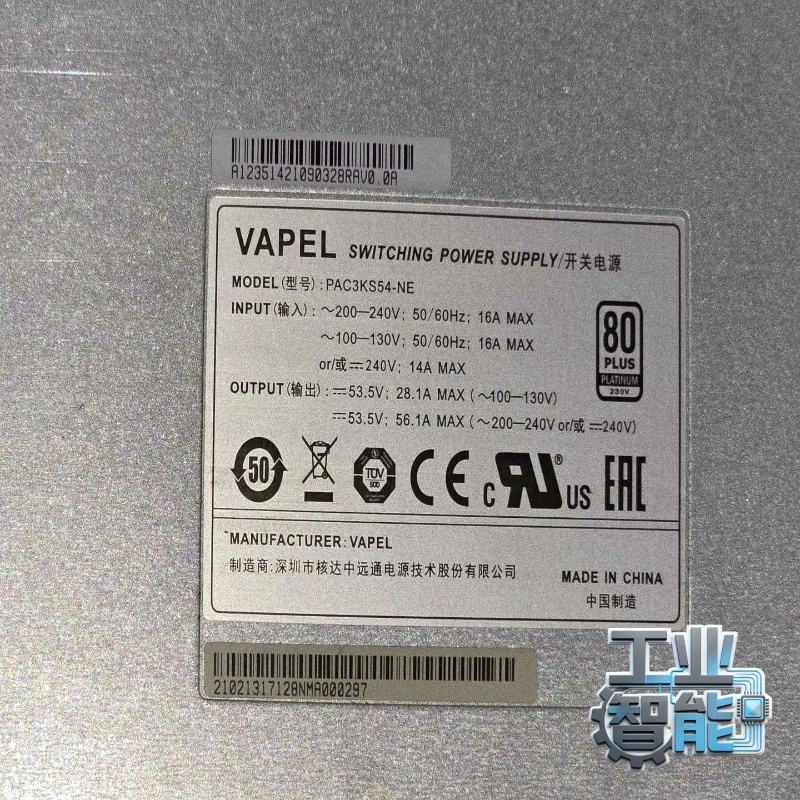 A12351421090328RAV0.0A
VAPEL SWITCHING POWER SUPPLY/开关电源
MODEL(型号):PAC3KS54-NE
INPUT(输入):～200—240V; 50/60Hz; 16A MAX
～100—130V; 50/60Hz; 16A MAX
or/或⎓240V; 14A MAX
OUTPUT(输出):⎓53.5V; 28.1A MAX(～100—130V)
⎓53.5V; 56.1A MAX(～200—240V or/或⎓240V)
80
PLUS
PLATINUM
230V
50
TÜV
SÜD
CE
c RU® US
EAC
MANUFACTURER:VAPEL
制造商:深圳市核达中远通电源技术股份有限公司
MADE IN CHINA
中国制造
21021317128NMA000297
工业
智能